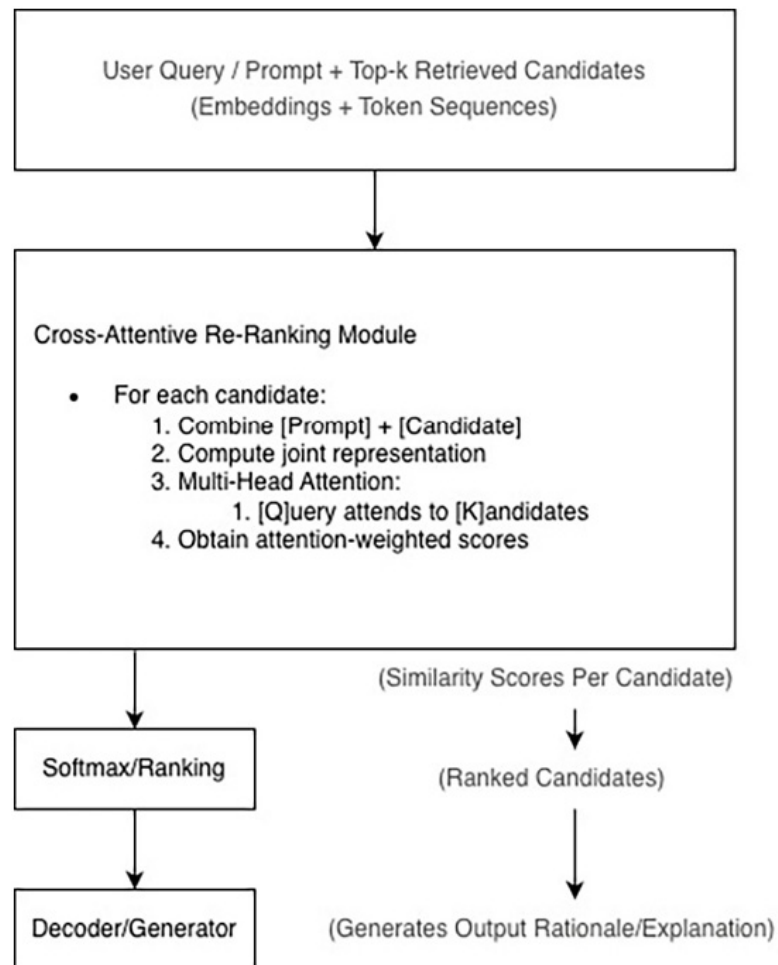 User Query / Prompt + Top-k Retrieved Candidates
(Embeddings + Token Sequences)
Cross-Attentive Re-Ranking Module
• For each candidate:
1. Combine [Prompt] + [Candidate]
2. Compute joint representation
3. Multi-Head Attention:
1. [Q]uery attends to [K]andidates
4. Obtain attention-weighted scores
(Similarity Scores Per Candidate)
Softmax/Ranking
(Ranked Candidates)
Decoder/Generator
(Generates Output Rationale/Explanation)